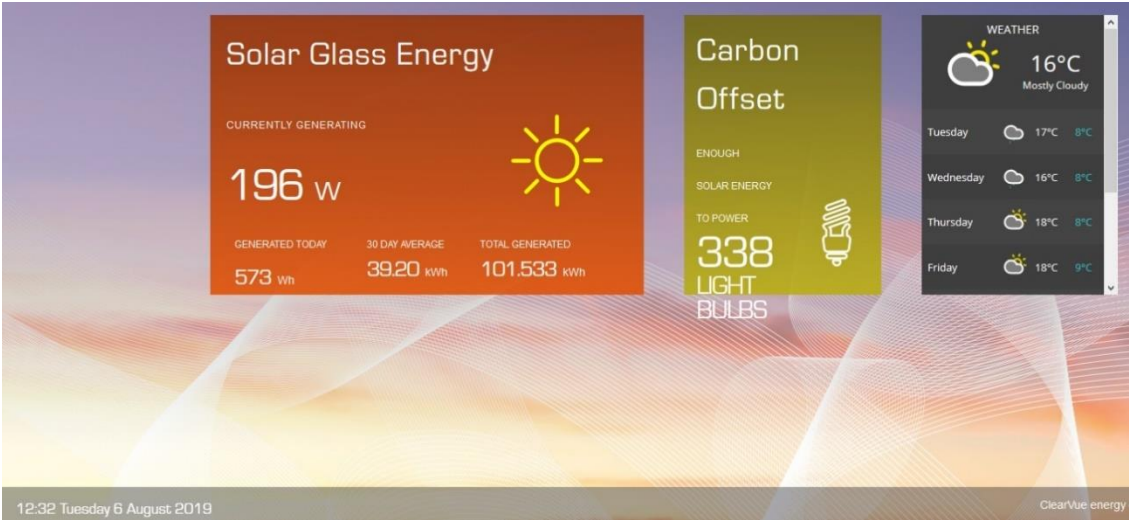 Solar Glass Energy
CURRENTLY GENERATING
196 W
GENERATED TODAY
573 Wh
30 DAY AVERAGE
39.20 kWh
TOTAL GENERATED
101.533 kWh
Carbon
Offset
ENOUGH
SOLAR ENERGY
TO POWER
338
LIGHT
BULBS
WEATHER
16°C
Mostly Cloudy
Tuesday 17°C 8°C
Wednesday 16°C 8°C
Thursday 18°C 8°C
Friday 18°C 9°C
12:32 Tuesday 6 August 2019
ClearVue energy